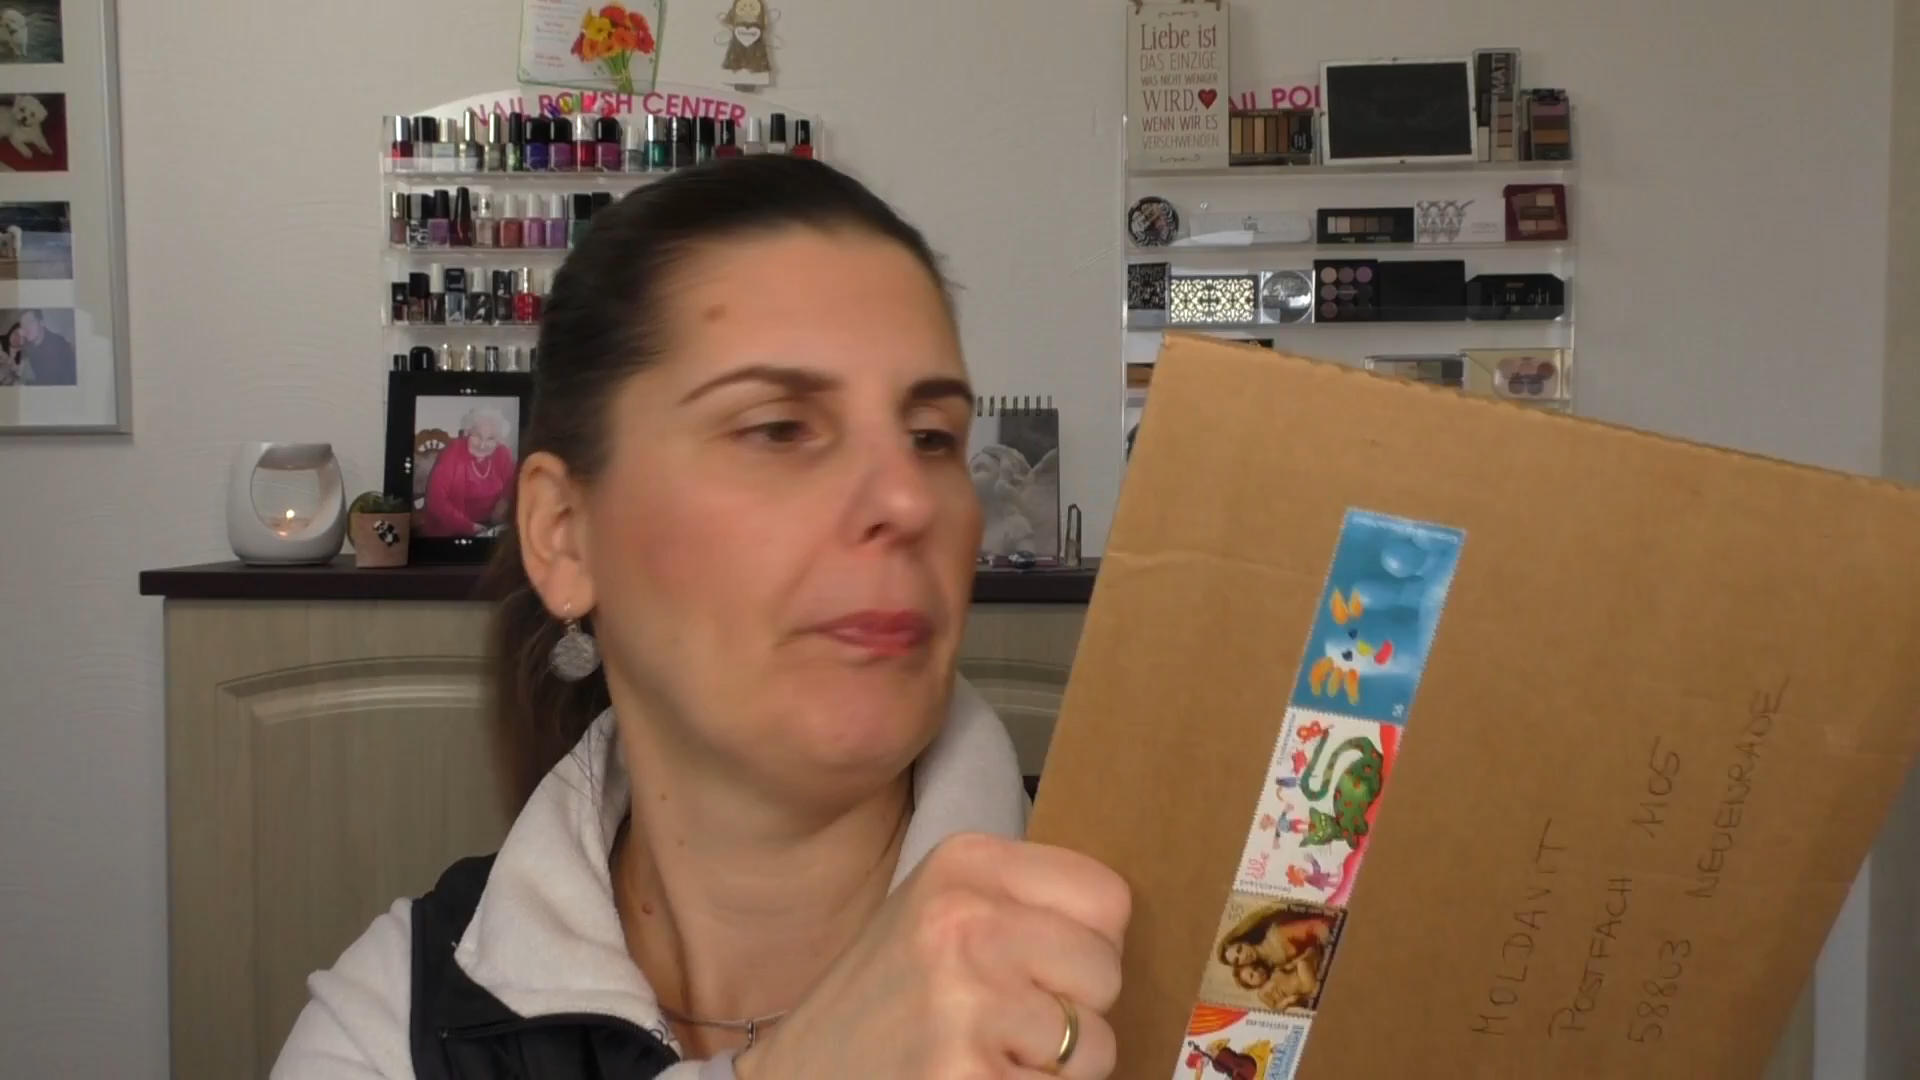 NAIL POLISH CENTER
Liebe ist
DAS EINZIGE,
WAS NICHT WENIGER
WIRD,
WENN WIR ES
VERSCHWENDEN
MATT
MOLDAVIT
POSTFACH 1105
58803 NEUENRADE